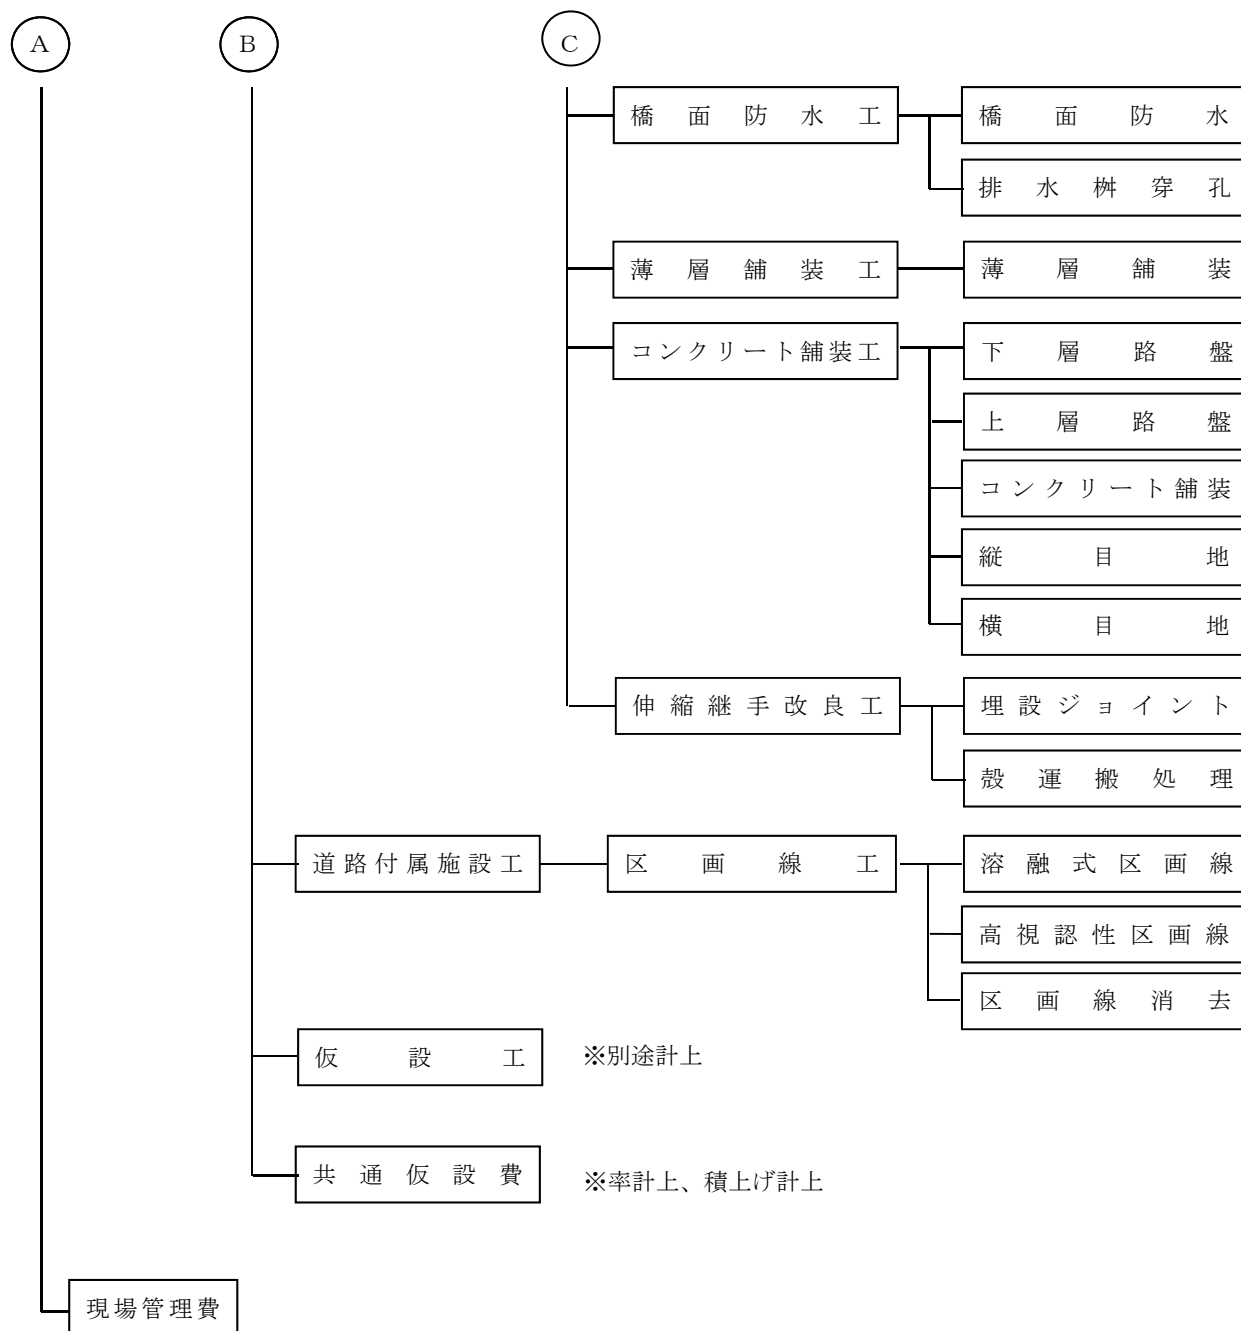 A B C
橋面防水工 橋面防水
排水桝穿孔
薄層舗装工 薄層舗装
コンクリート舗装工 下層路盤
上層路盤
コンクリート舗装
縦目地
横目地
伸縮継手改良工 埋設ジョイント
殻運搬処理
道路付属施設工 区画線工 溶融式区画線
高視認性区画線
区画線消去
仮設工 ※別途計上
共通仮設費 ※率計上、積上げ計上
現場管理費